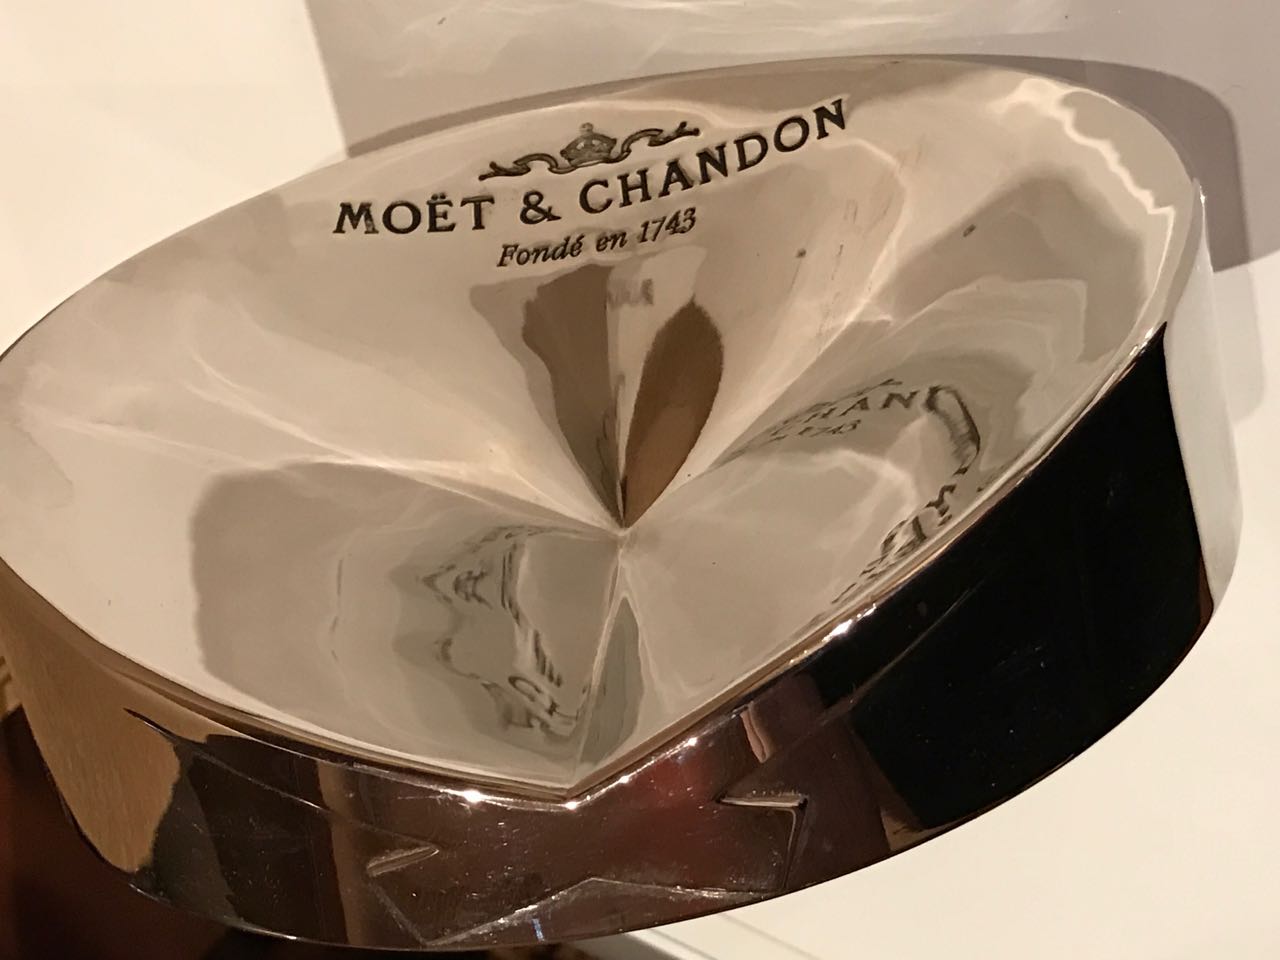 MOËT & CHANDON
Fondé en 1743